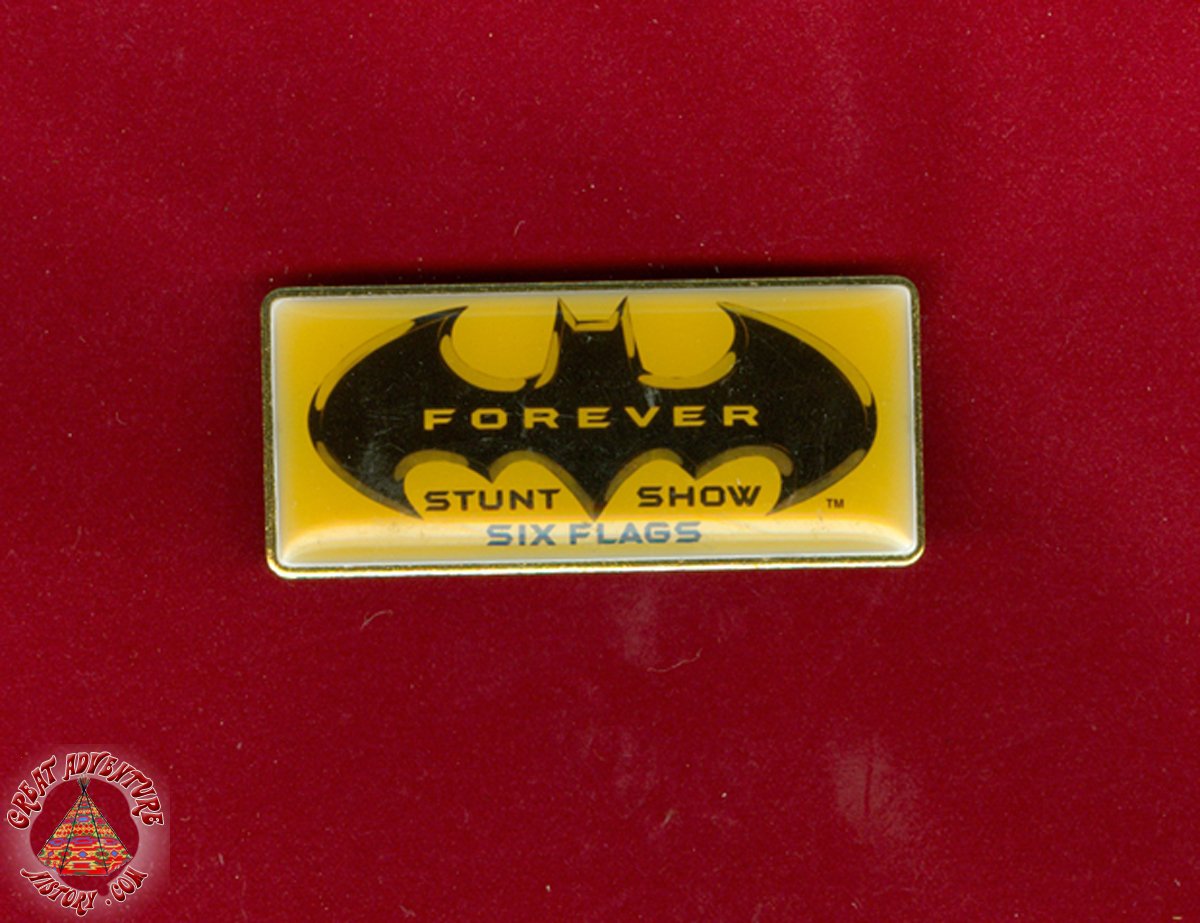 FOREVER
STUNT SHOW
TM
SIX FLAGS
GREAT ADVENTURE
HISTORY.COM